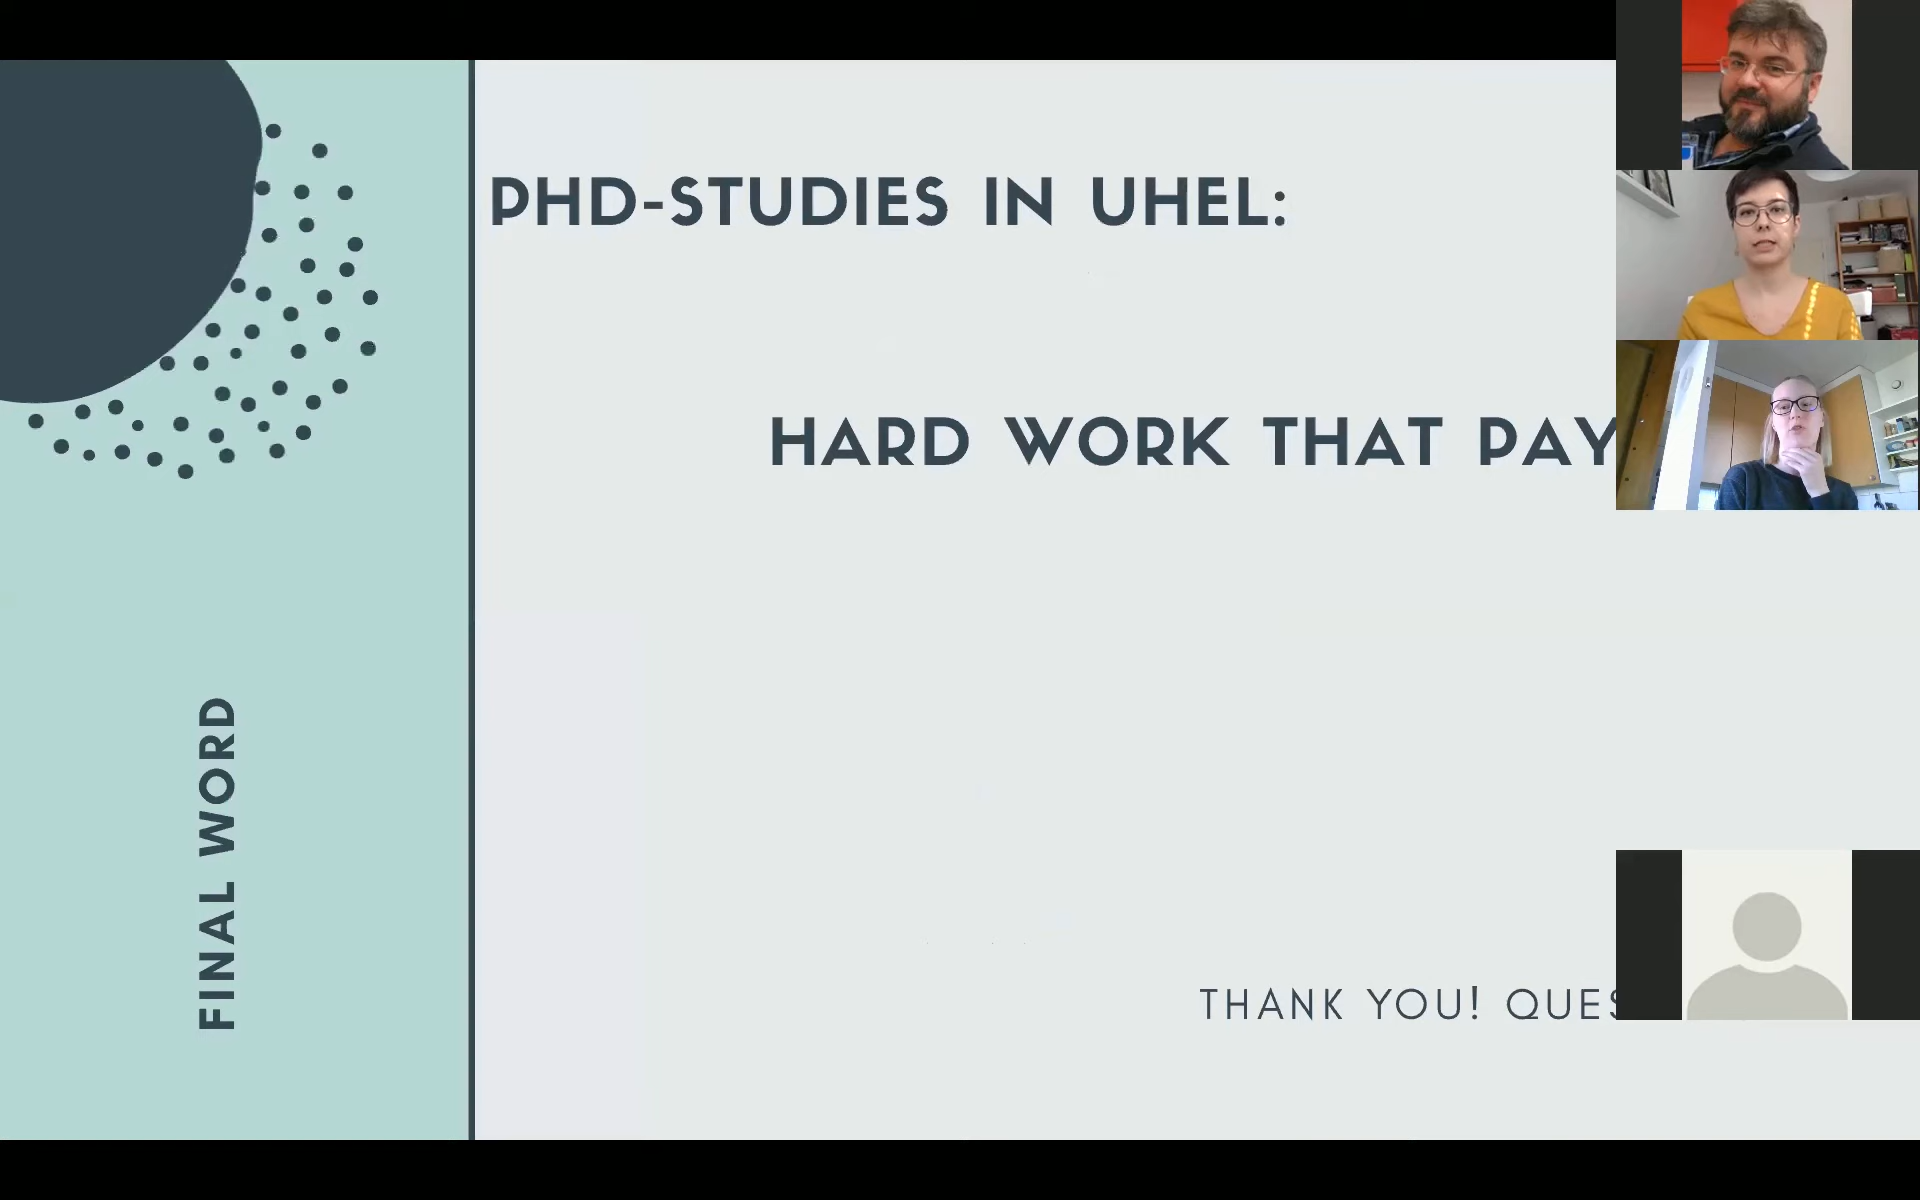 PHD-STUDIES IN UHEL:
HARD WORK THAT PAY
THANK YOU! QUES
FINAL WORD